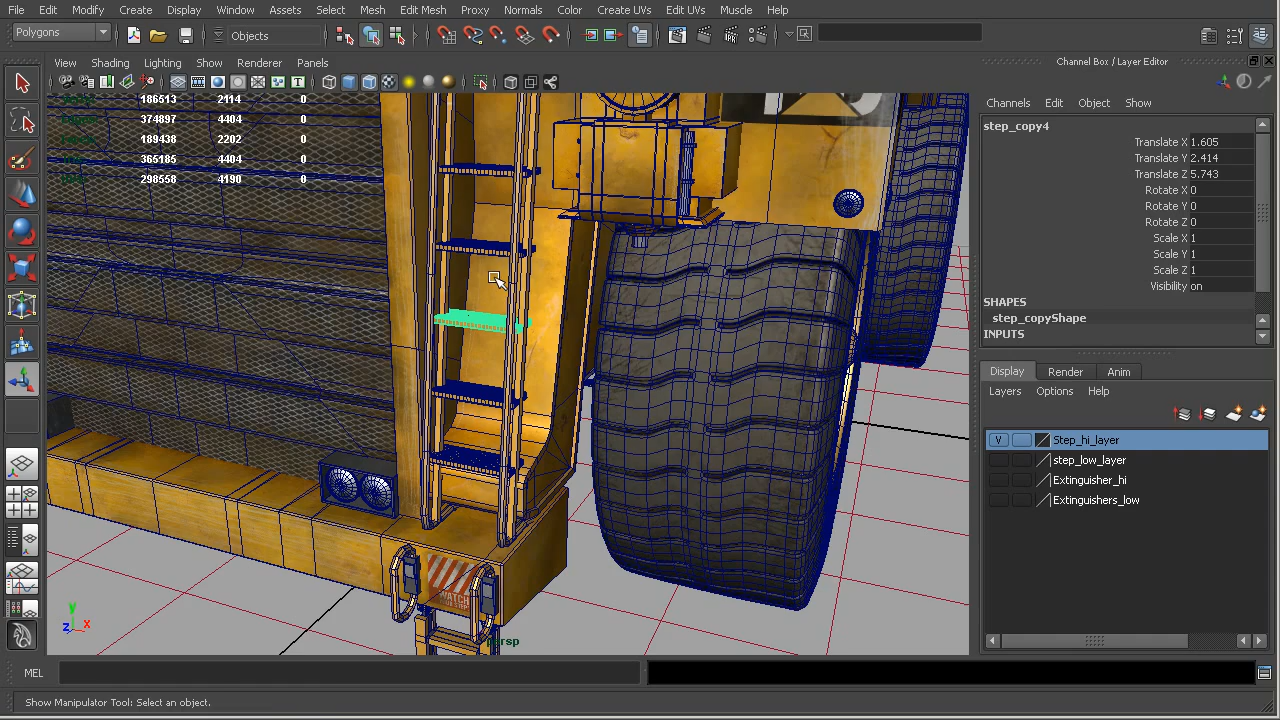 File Edit Modify Create Display Window Assets Select Mesh Edit Mesh Proxy Normals Color Create UVs Edit UVs Muscle Help
Polygons Objects
View Shading Lighting Show Renderer Panels
Channel Box / Layer Editor
Channels Edit Object Show
186513 2114 0
374897 4404 0
189438 2202 0
365185 4404 0
298558 4190 0
step_copy4
Translate X 1.605
Translate Y 2.414
Translate Z 5.743
Rotate X 0
Rotate Y 0
Rotate Z 0
Scale X 1
Scale Y 1
Scale Z 1
Visibility on
SHAPES
step_copyShape
INPUTS
Display Render Anim
Layers Options Help
V Step_hi_layer
step_low_layer
Extinguisher_hi
Extinguishers_low
WATCH
y
z x
persp
MEL
Show Manipulator Tool: Select an object.